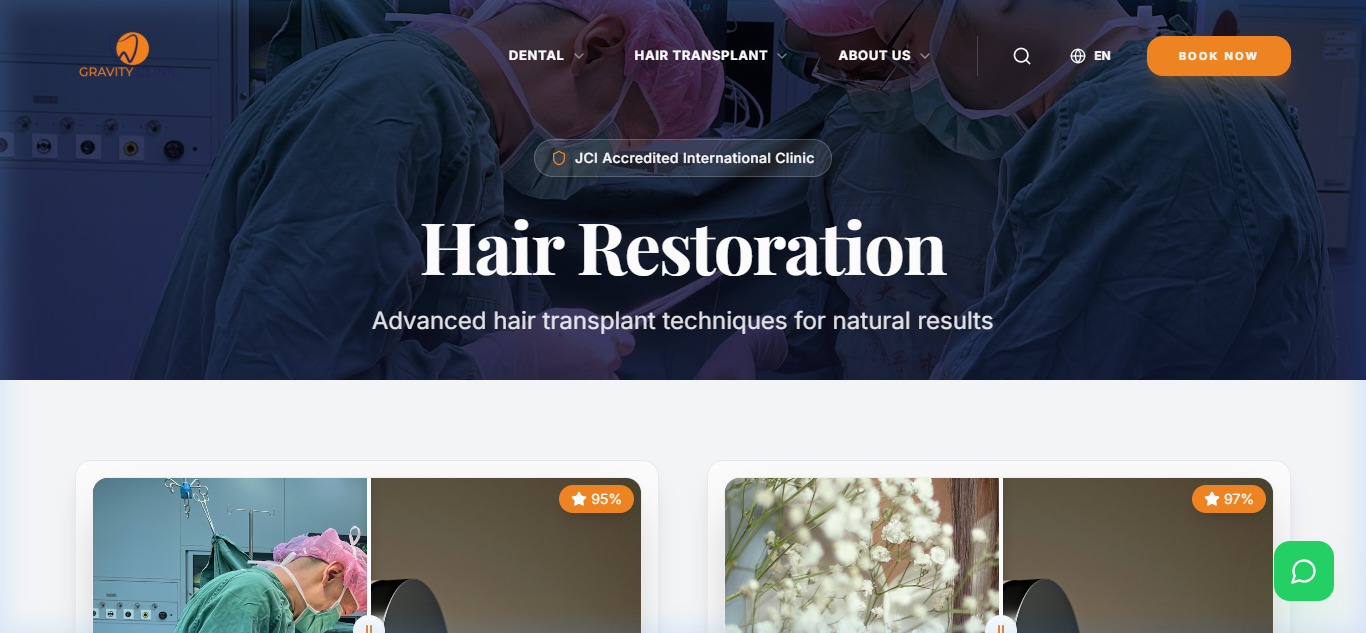 GRAVITY CLINIC
DENTAL
HAIR TRANSPLANT
ABOUT US
EN
BOOK NOW
JCI Accredited International Clinic
Hair Restoration
Advanced hair transplant techniques for natural results
95%
97%